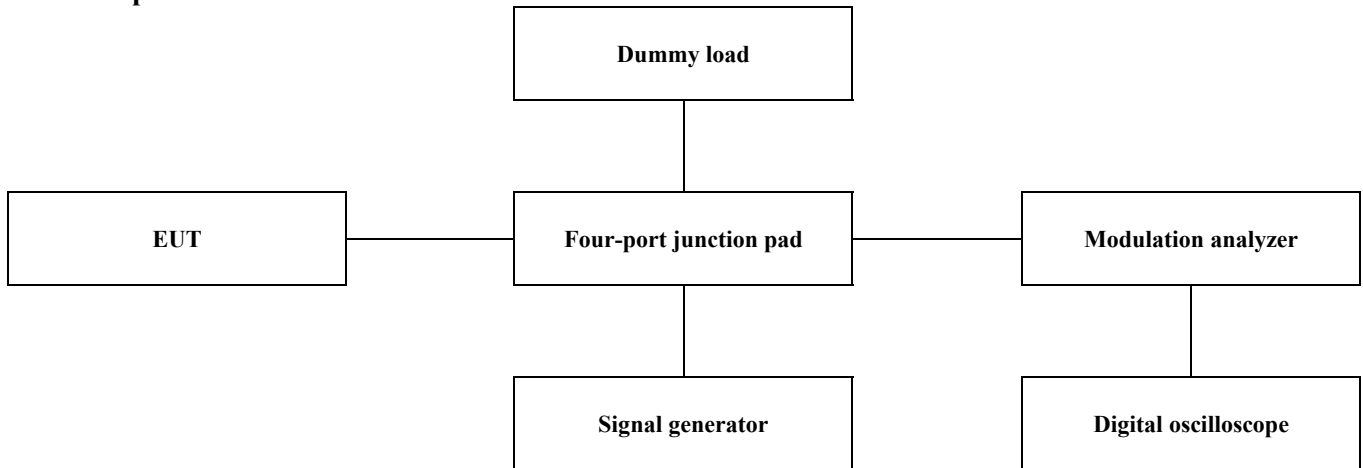 Dummy load
EUT
Four-port junction pad
Modulation analyzer
Signal generator
Digital oscilloscope